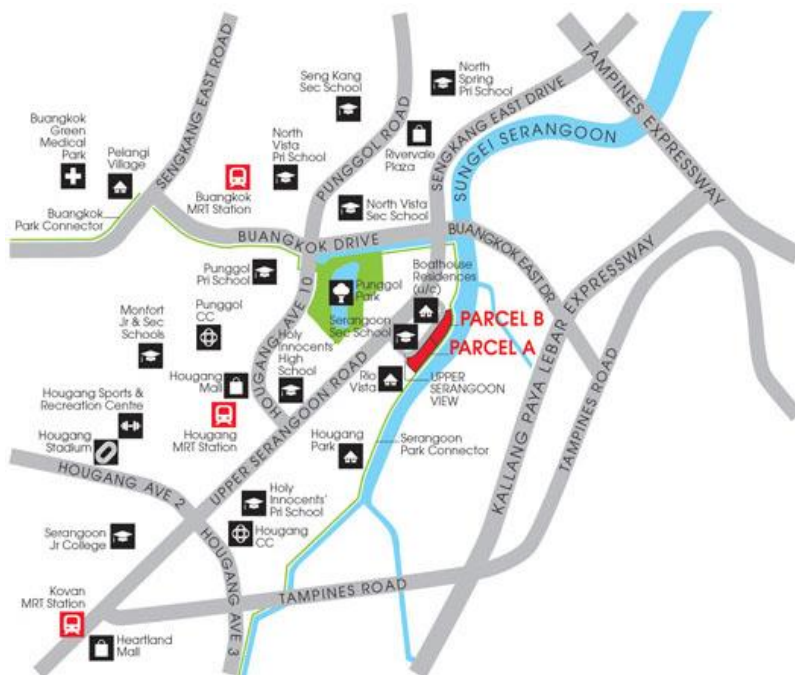 TAMPINES EXPRESSWAY
North
Spring
Pri School
Seng Kang
Sec School
SENGKANG EAST ROAD
PUNGGOL ROAD
SENGKANG EAST DRIVE
SUNGEI SERANGOON
Buangkok
Green
Medical
Park
Pelangi
Village
North
Vista
Pri School
Rivervale
Plaza
Buangkok
MRT Station
Buangkok
Park Connector
North Vista
Sec School
BUANGKOK DRIVE
BUANGKOK EAST DR
Punggol
Pri School
Boathouse
Residences
(u/c)
Punggol
Park
HOUGANG AVE 10
Punggol
CC
Monfort
Jr & Sec
Schools
Serangoon
Sec School
PARCEL B
PARCEL A
Holy
Innocents'
High
School
Hougang
Mall
Rio
Vista
UPPER
SERANGOON
VIEW
KALLANG PAYA LEBAR EXPRESSWAY
Hougang Sports &
Recreation Centre
Hougang
MRT Station
UPPER SERANGOON ROAD
Hougang
Stadium
Hougang
Park
Serangoon
Park Connector
TAMPINES ROAD
HOUGANG AVE 2
Holy
Innocents'
Pri School
Serangoon
Jr College
Hougang
CC
HOUGANG AVE 3
TAMPINES ROAD
Kovan
MRT Station
Heartland
Mall